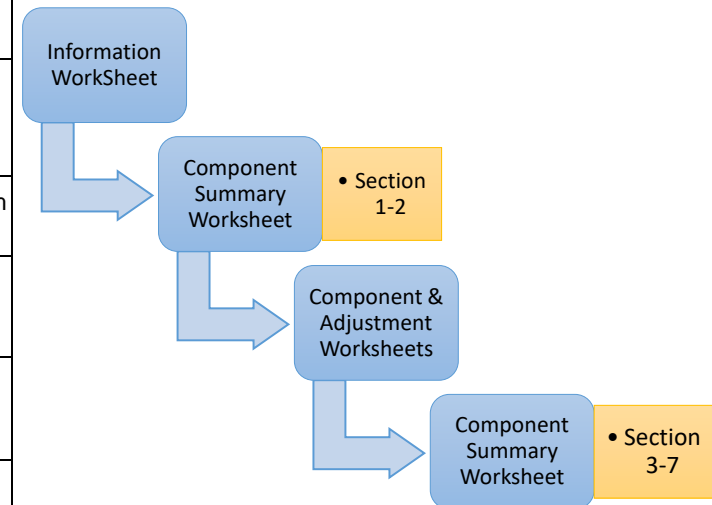 Information
WorkSheet
n
Component
Summary
Worksheet
• Section
1-2
Component &
Adjustment
Worksheets
Component
Summary
Worksheet
• Section
3-7